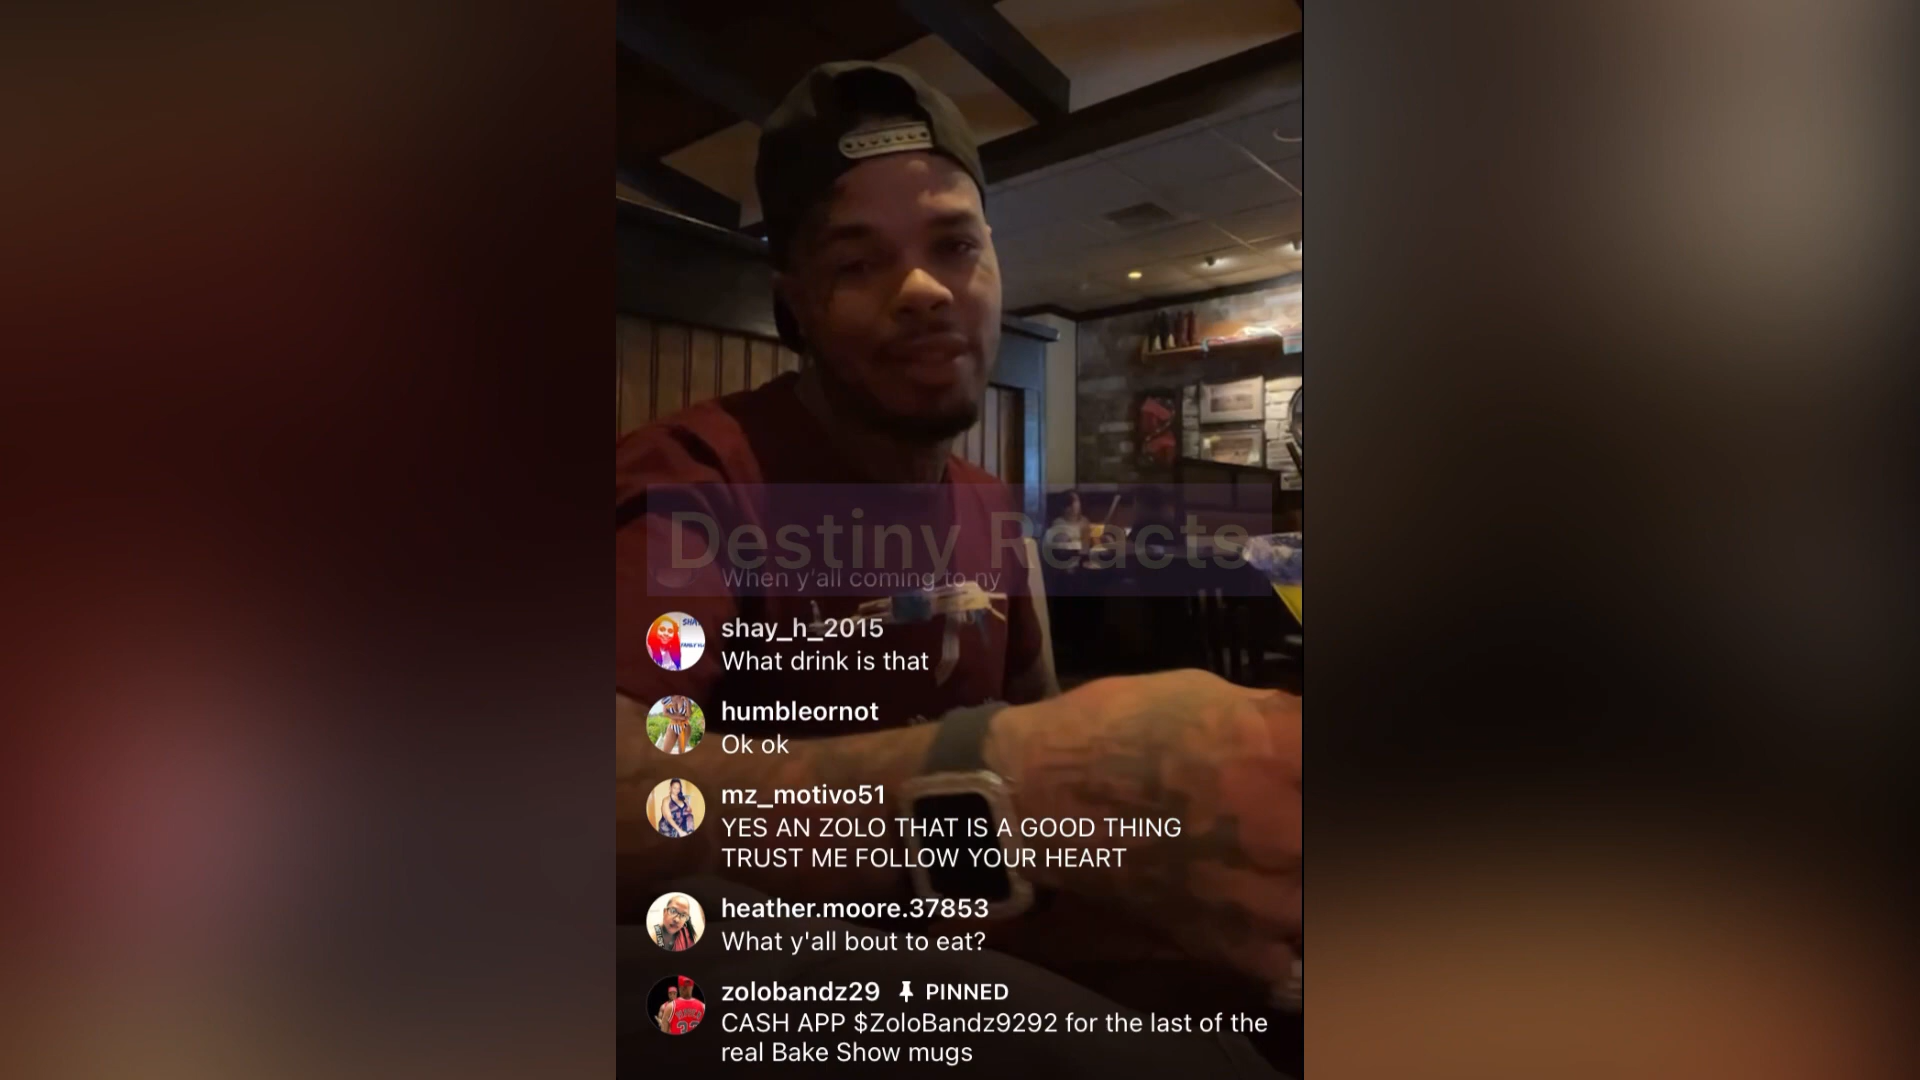 Destiny Reacts
When y'all coming to ny
shay_h_2015
What drink is that
humbleornot
Ok ok
mz_motivo51
YES AN ZOLO THAT IS A GOOD THING
TRUST ME FOLLOW YOUR HEART
heather.moore.37853
What y'all bout to eat?
zolobandz29 PINNED
CASH APP $ZoloBandz9292 for the last of the
real Bake Show mugs